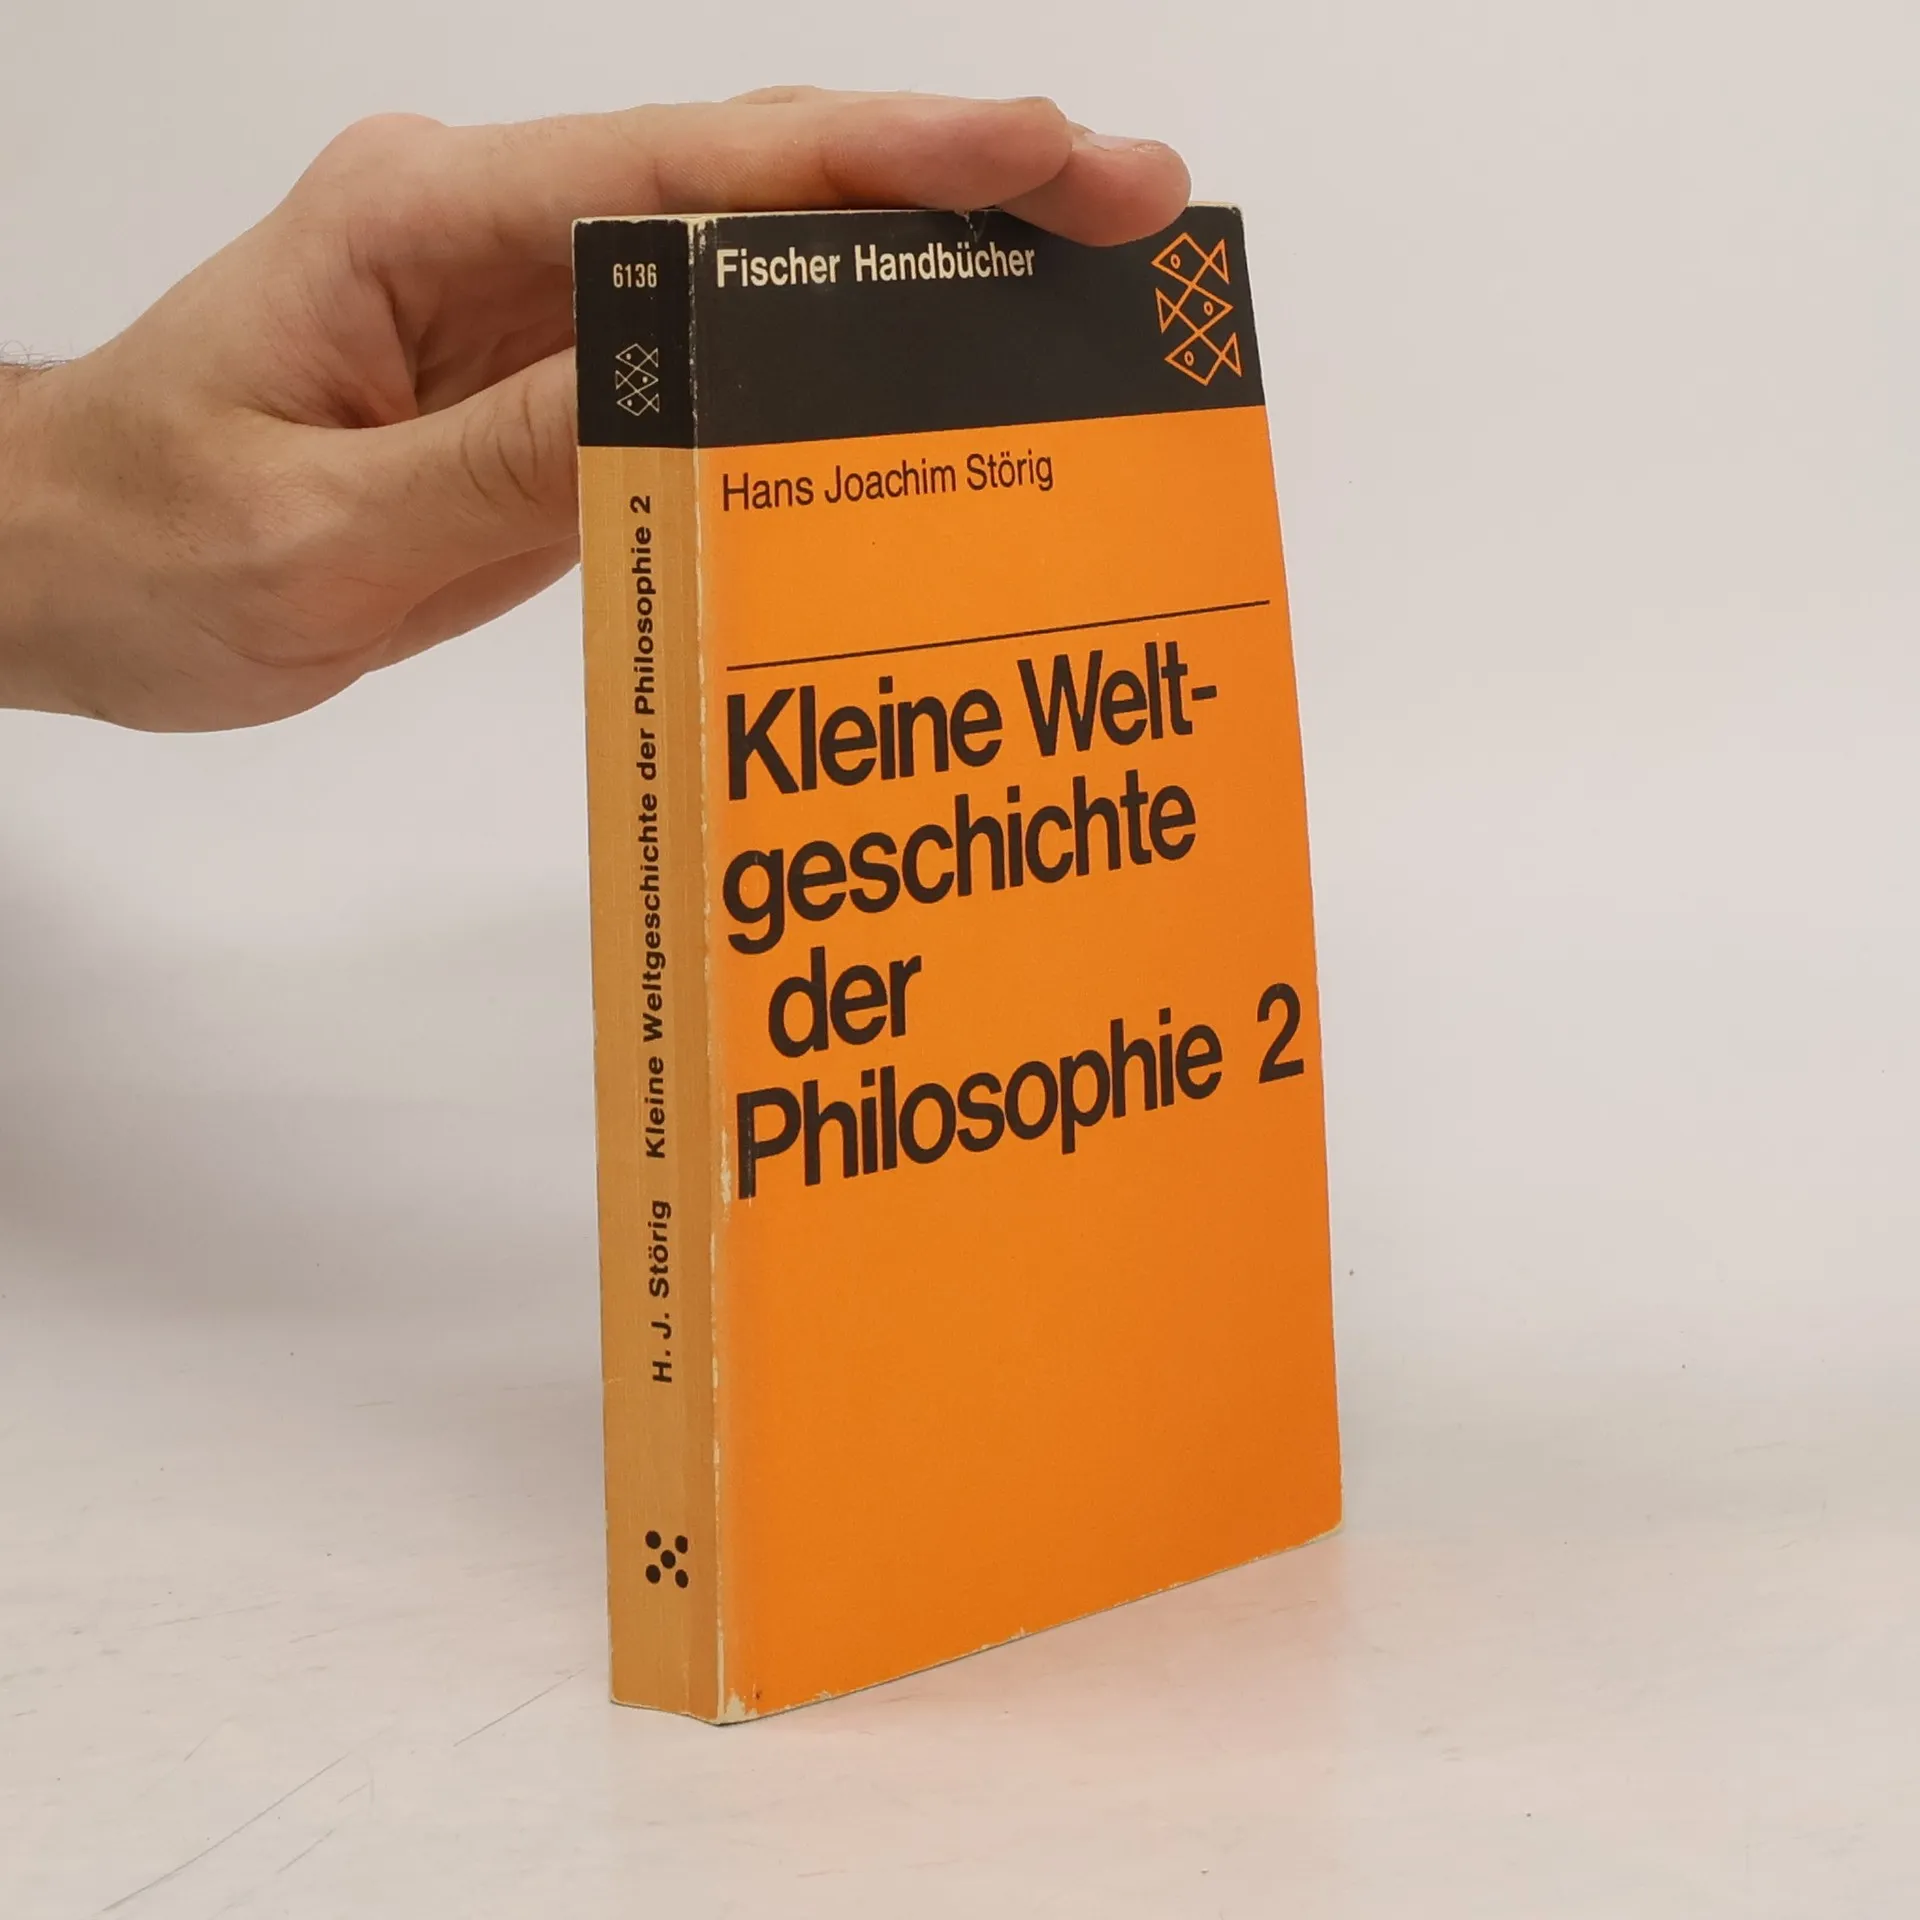 6136
H. J. Störig Kleine Weltgeschichte der Philosophie 2
Fischer Handbücher
Hans Joachim Störig
Kleine Welt-
geschichte
der
Philosophie 2